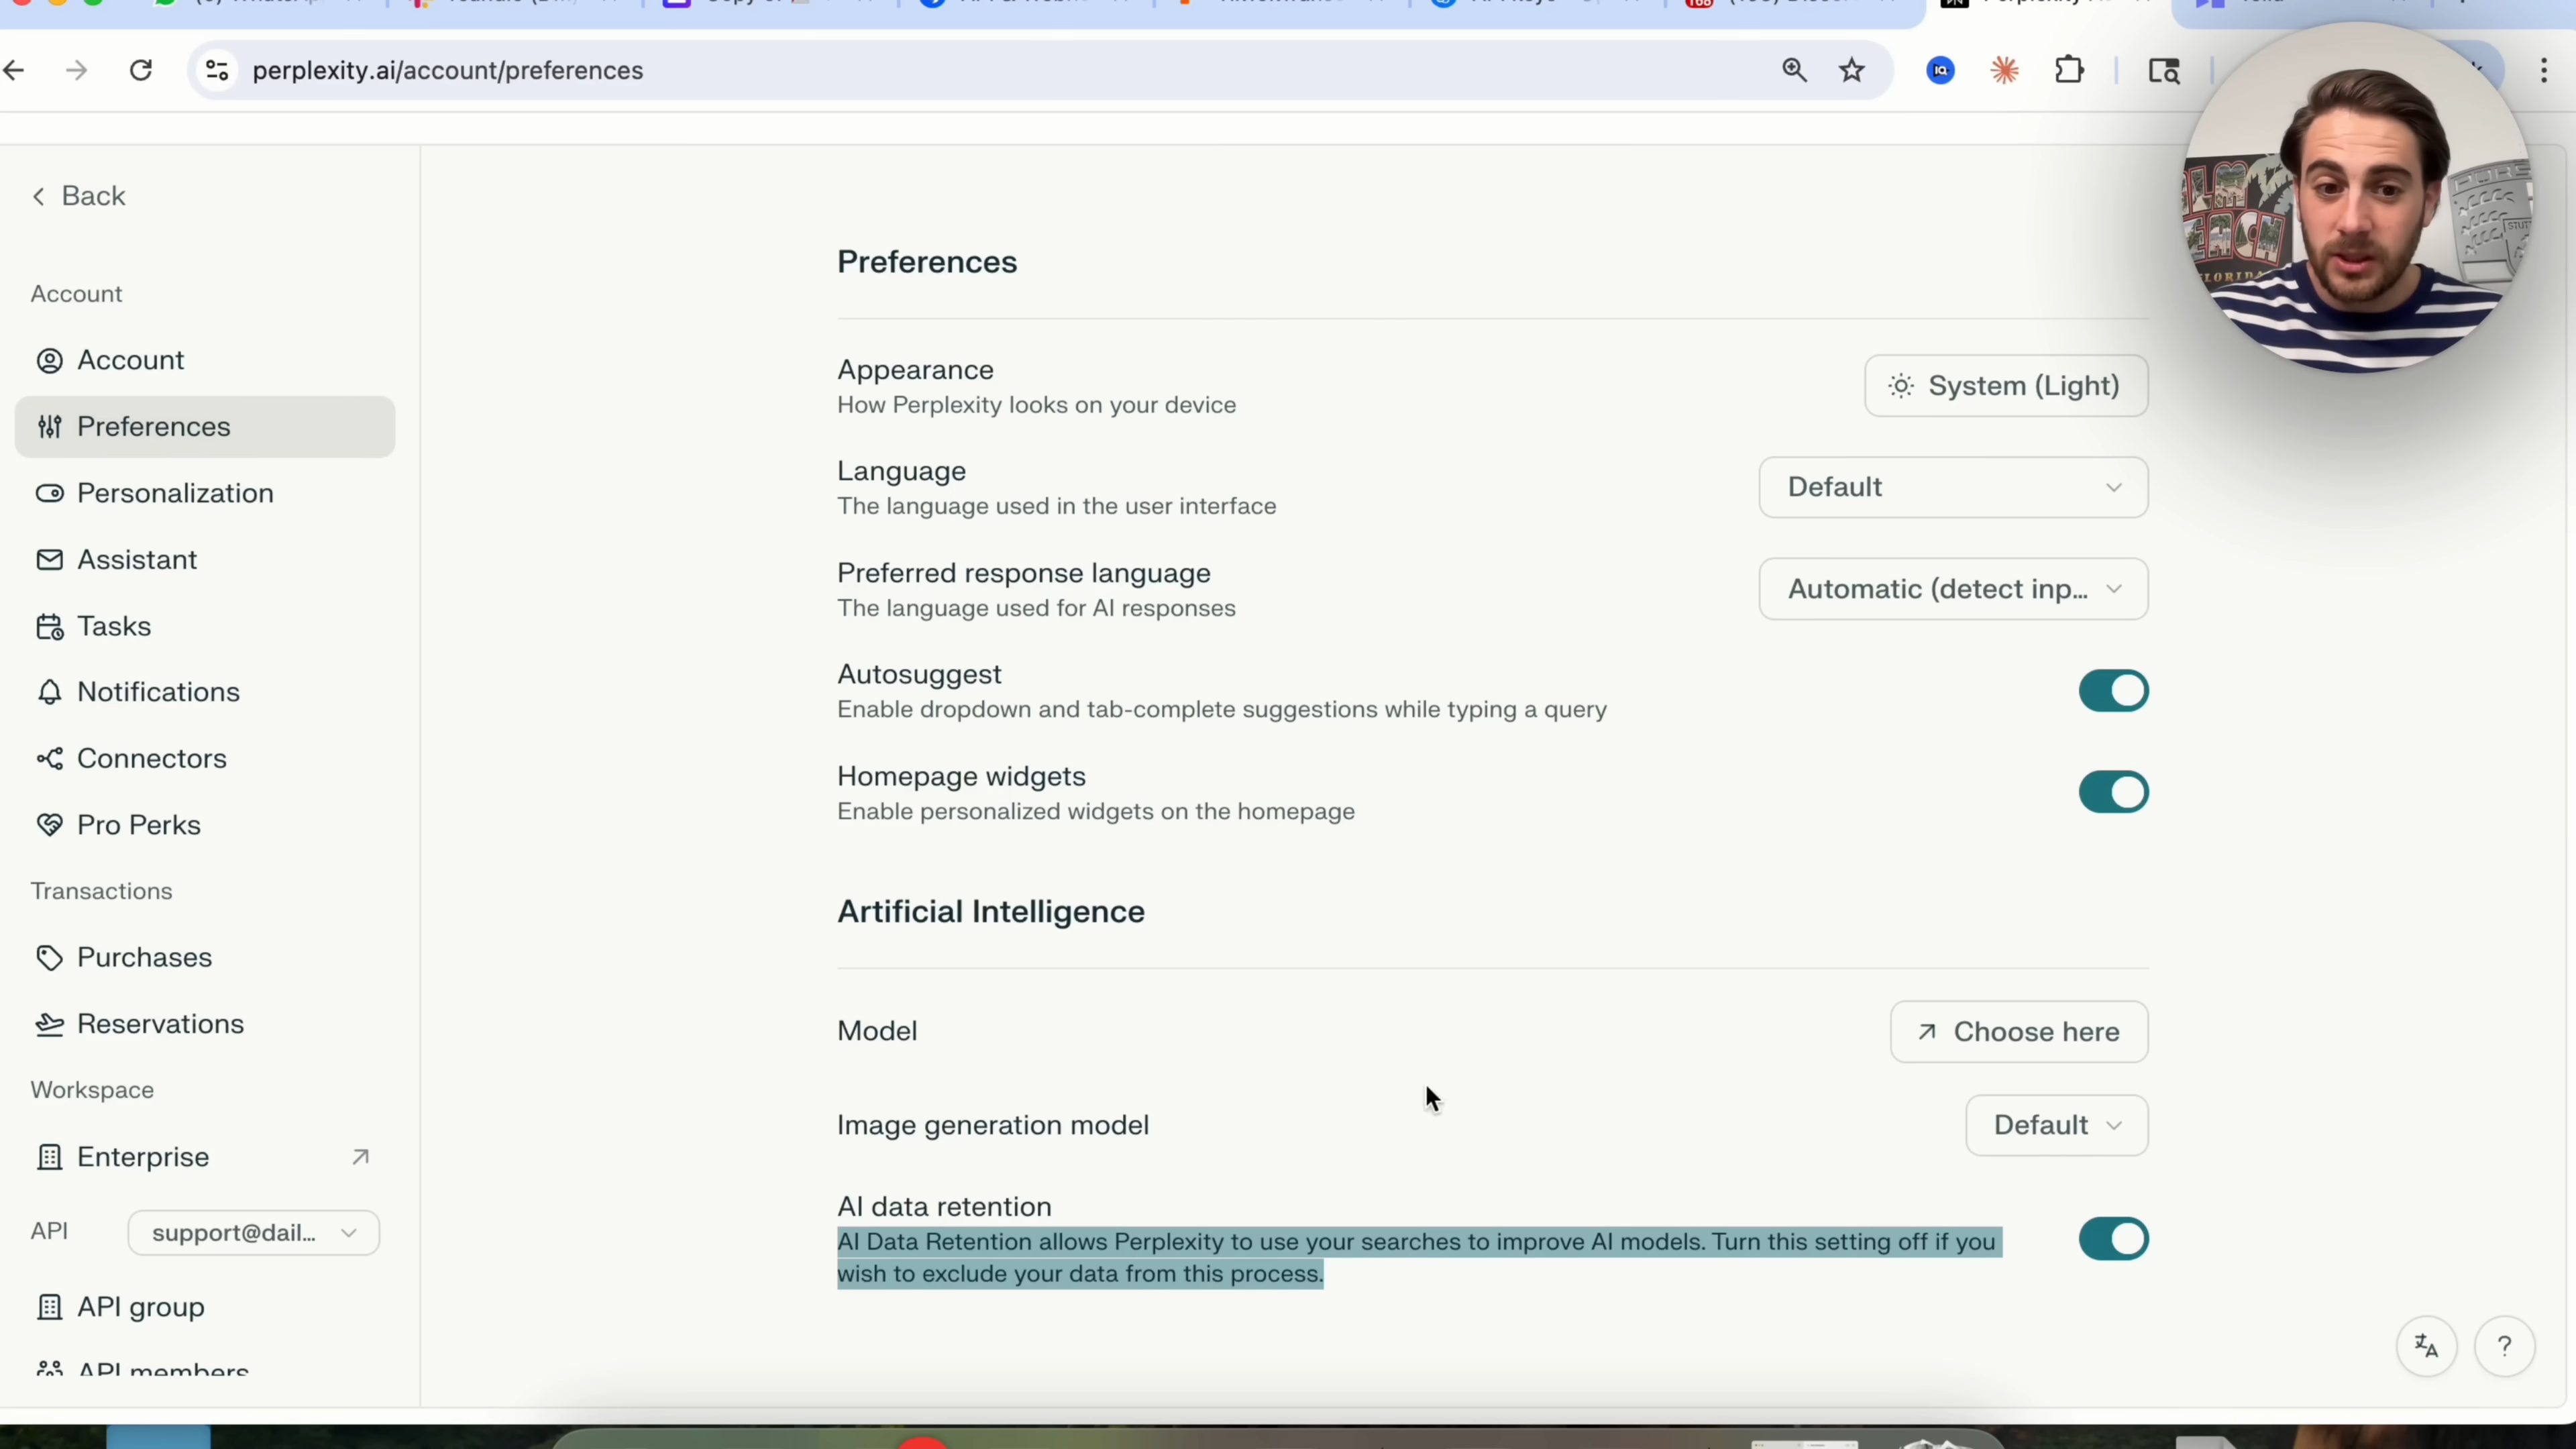 perplexity.ai/account/preferences
Back
Account
Account
Preferences
Personalization
Assistant
Tasks
Notifications
Connectors
Pro Perks
Transactions
Purchases
Reservations
Workspace
Enterprise
API
support@dail...
API group
API members
Preferences
Appearance
How Perplexity looks on your device
System (Light)
Language
The language used in the user interface
Default
Preferred response language
The language used for AI responses
Automatic (detect inp...
Autosuggest
Enable dropdown and tab-complete suggestions while typing a query
Homepage widgets
Enable personalized widgets on the homepage
Artificial Intelligence
Model
Choose here
Image generation model
Default
AI data retention
AI Data Retention allows Perplexity to use your searches to improve AI models. Turn this setting off if you
wish to exclude your data from this process.
?